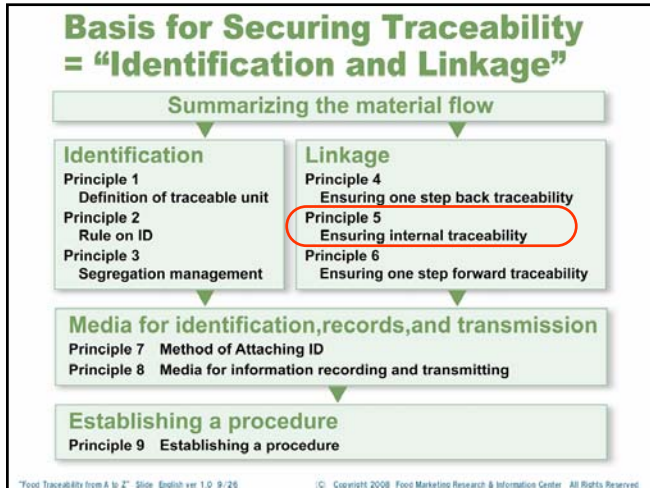 Basis for Securing Traceability
= “Identification and Linkage”
Summarizing the material flow
Identification
Principle 1
Definition of traceable unit
Principle 2
Rule on ID
Principle 3
Segregation management
Linkage
Principle 4
Ensuring one step back traceability
Principle 5
Ensuring internal traceability
Principle 6
Ensuring one step forward traceability
Media for identification,records,and transmission
Principle 7 Method of Attaching ID
Principle 8 Media for information recording and transmitting
Establishing a procedure
Principle 9 Establishing a procedure
"Food Traceability from A to Z" Slide English ver 1.0 9/26
(C) Copyright 2008 Food Marketing Research & Information Center All Rights Reserved